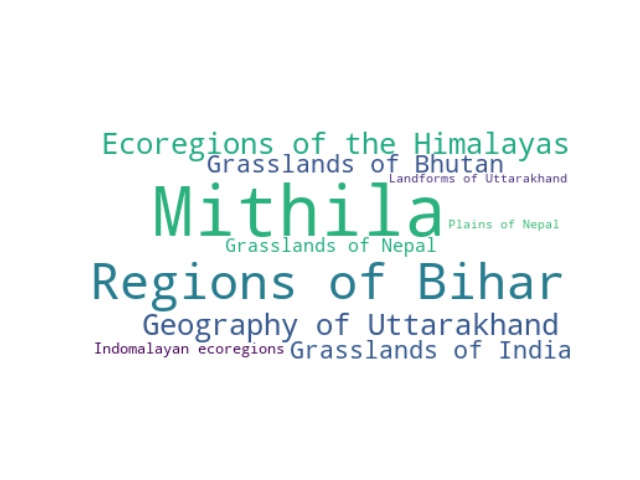 Ecoregions of the Himalayas
Grasslands of Bhutan
Landforms of Uttarakhand
Mithila
Plains of Nepal
Grasslands of Nepal
Regions of Bihar
Geography of Uttarakhand
Indomalayan ecoregions
Grasslands of India